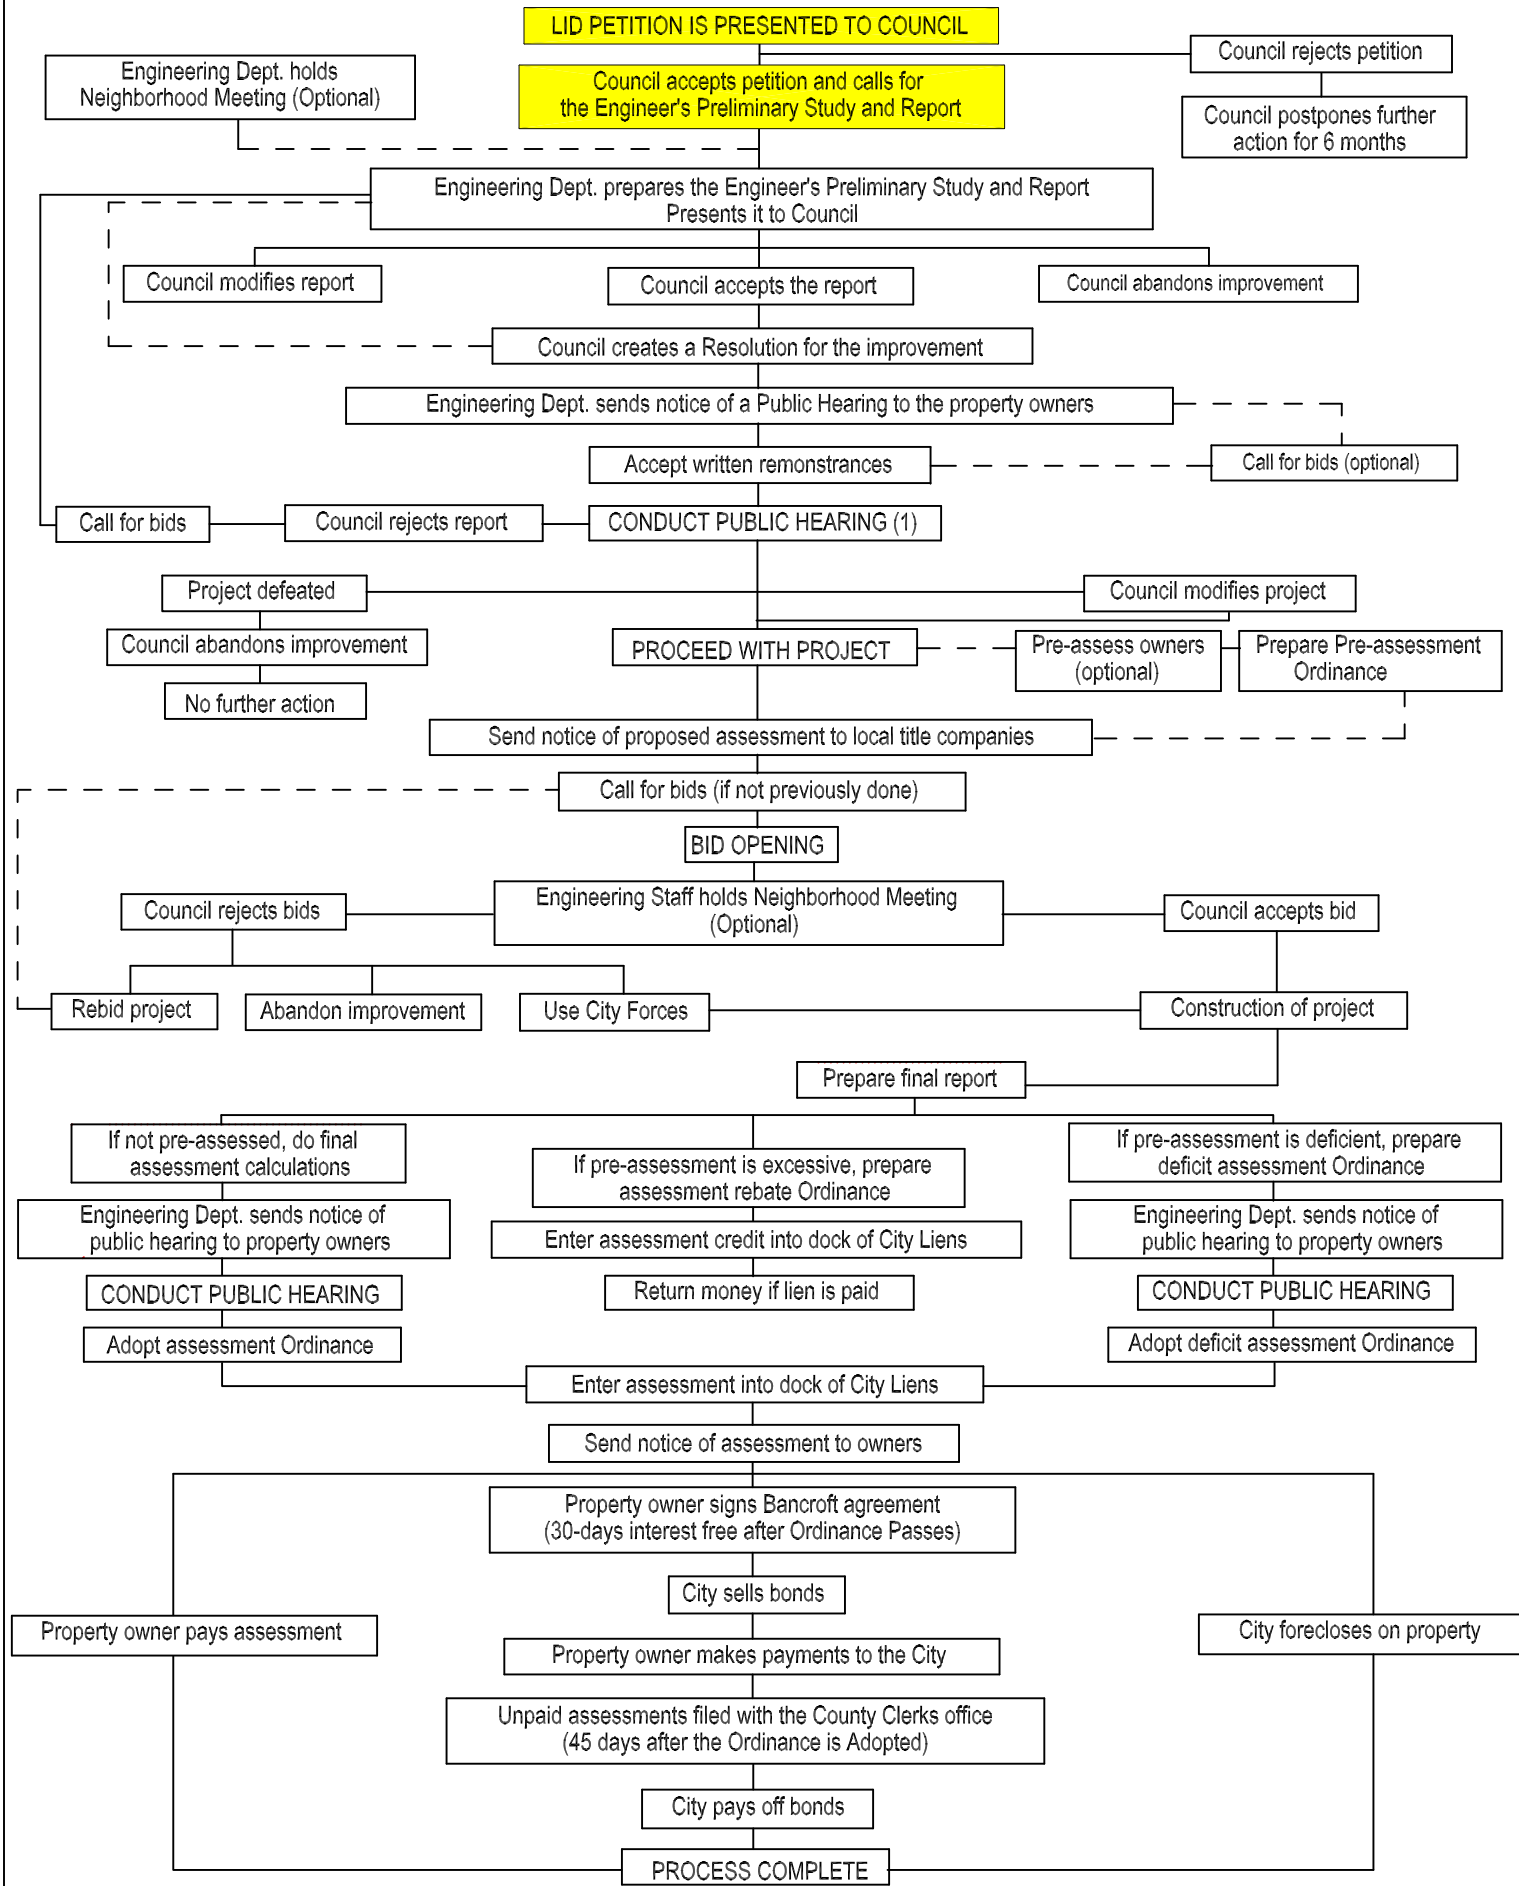 LID PETITION IS PRESENTED TO COUNCIL
Council rejects petition
Engineering Dept. holds
Neighborhood Meeting (Optional)
Council accepts petition and calls for
the Engineer's Preliminary Study and Report
Council postpones further
action for 6 months
Engineering Dept. prepares the Engineer's Preliminary Study and Report
Presents it to Council
Council modifies report
Council accepts the report
Council abandons improvement
Council creates a Resolution for the improvement
Engineering Dept. sends notice of a Public Hearing to the property owners
Accept written remonstrances
Call for bids (optional)
Call for bids
Council rejects report
CONDUCT PUBLIC HEARING (1)
Project defeated
Council modifies project
Council abandons improvement
PROCEED WITH PROJECT
Pre-assess owners
(optional)
Prepare Pre-assessment
Ordinance
No further action
Send notice of proposed assessment to local title companies
Call for bids (if not previously done)
BID OPENING
Council rejects bids
Engineering Staff holds Neighborhood Meeting
(Optional)
Council accepts bid
Rebid project
Abandon improvement
Use City Forces
Construction of project
Prepare final report
If not pre-assessed, do final
assessment calculations
If pre-assessment is excessive, prepare
assessment rebate Ordinance
If pre-assessment is deficient, prepare
deficit assessment Ordinance
Engineering Dept. sends notice of
public hearing to property owners
Enter assessment credit into dock of City Liens
Engineering Dept. sends notice of
public hearing to property owners
CONDUCT PUBLIC HEARING
Return money if lien is paid
CONDUCT PUBLIC HEARING
Adopt assessment Ordinance
Adopt deficit assessment Ordinance
Enter assessment into dock of City Liens
Send notice of assessment to owners
Property owner signs Bancroft agreement
(30-days interest free after Ordinance Passes)
City sells bonds
Property owner pays assessment
City forecloses on property
Property owner makes payments to the City
Unpaid assessments filed with the County Clerks office
(45 days after the Ordinance is Adopted)
City pays off bonds
PROCESS COMPLETE